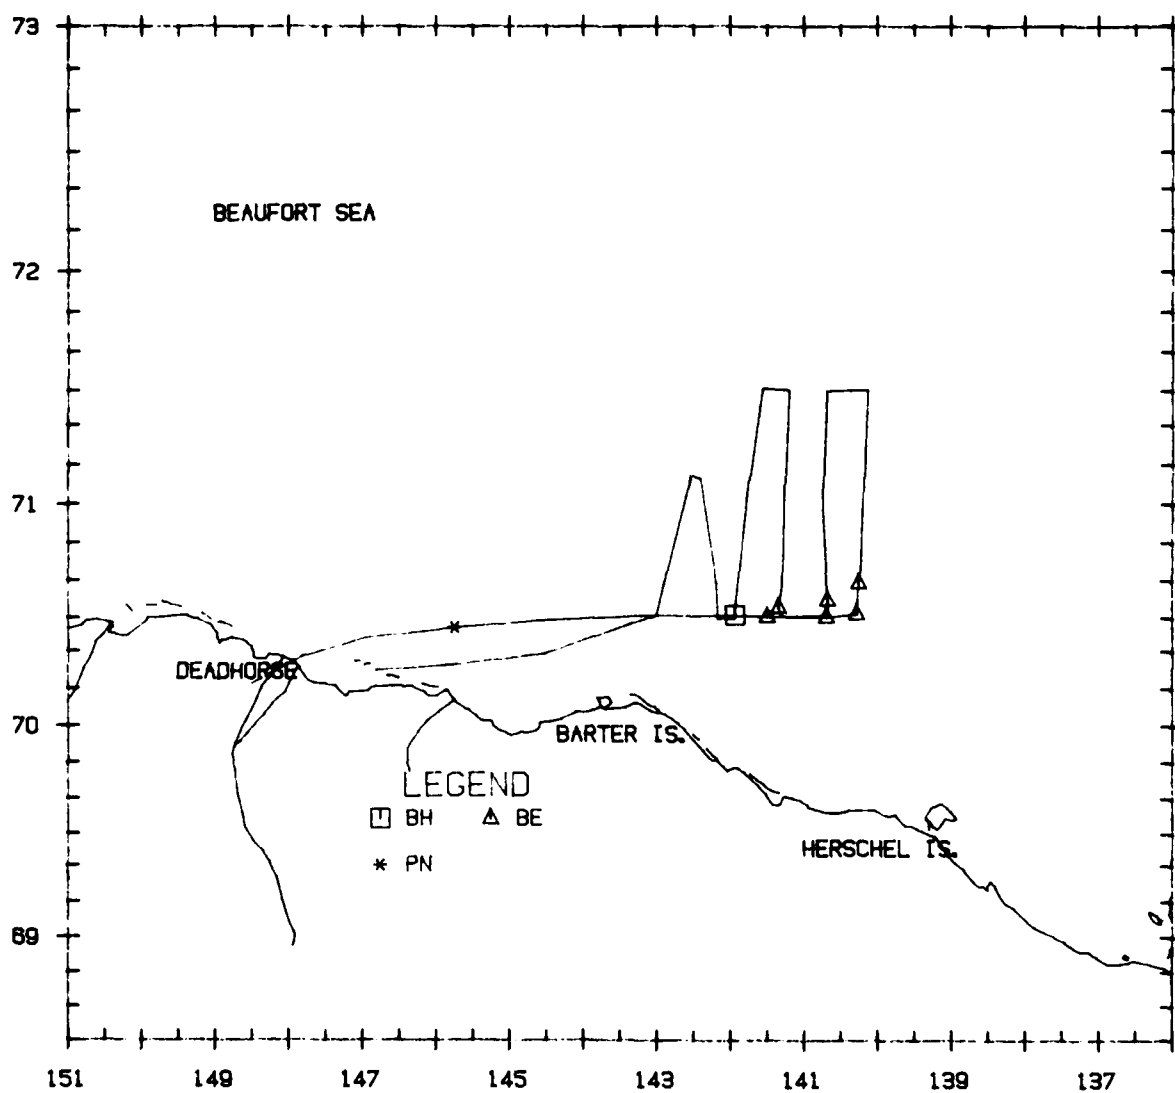 73
BEAUFORT SEA
72
71
DEADHORSE
70
BARTER IS.
LEGEND
BH BE
HERSCHEL IS.
PN
69
151 149 147 145 143 141 139 137